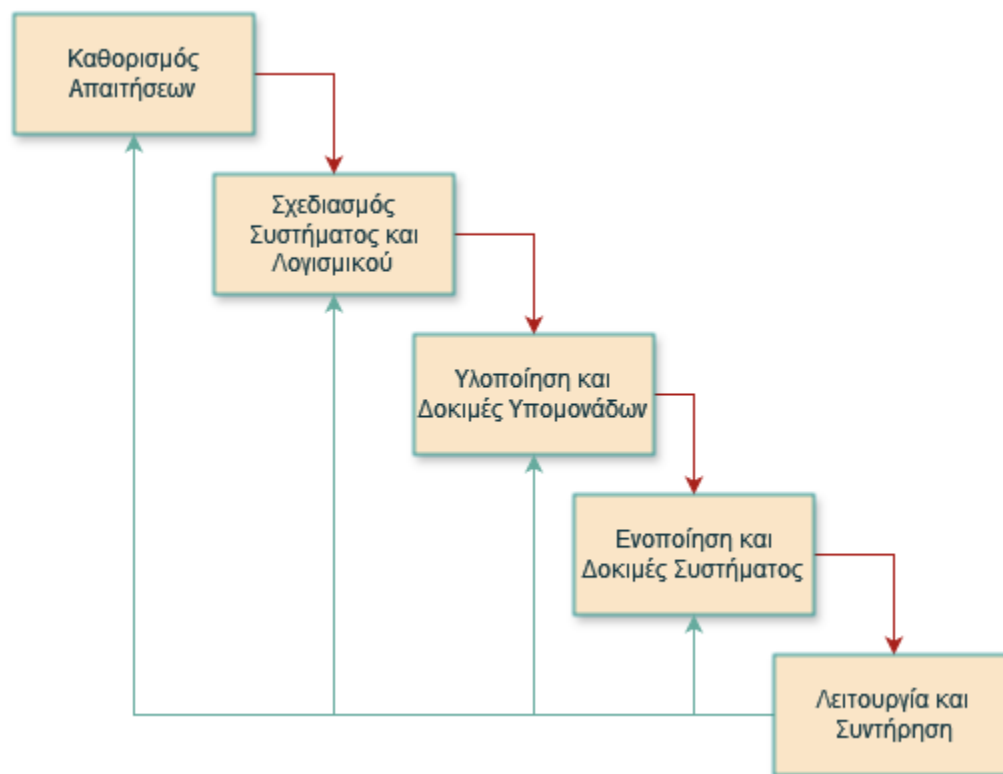 Καθορισμός
Απαιτήσεων
Σχεδιασμός
Συστήματος και
Λογισμικού
Υλοποίηση και
Δοκιμές Υπομονάδων
Ενοποίηση και
Δοκιμές Συστήματος
Λειτουργία και
Συντήρηση